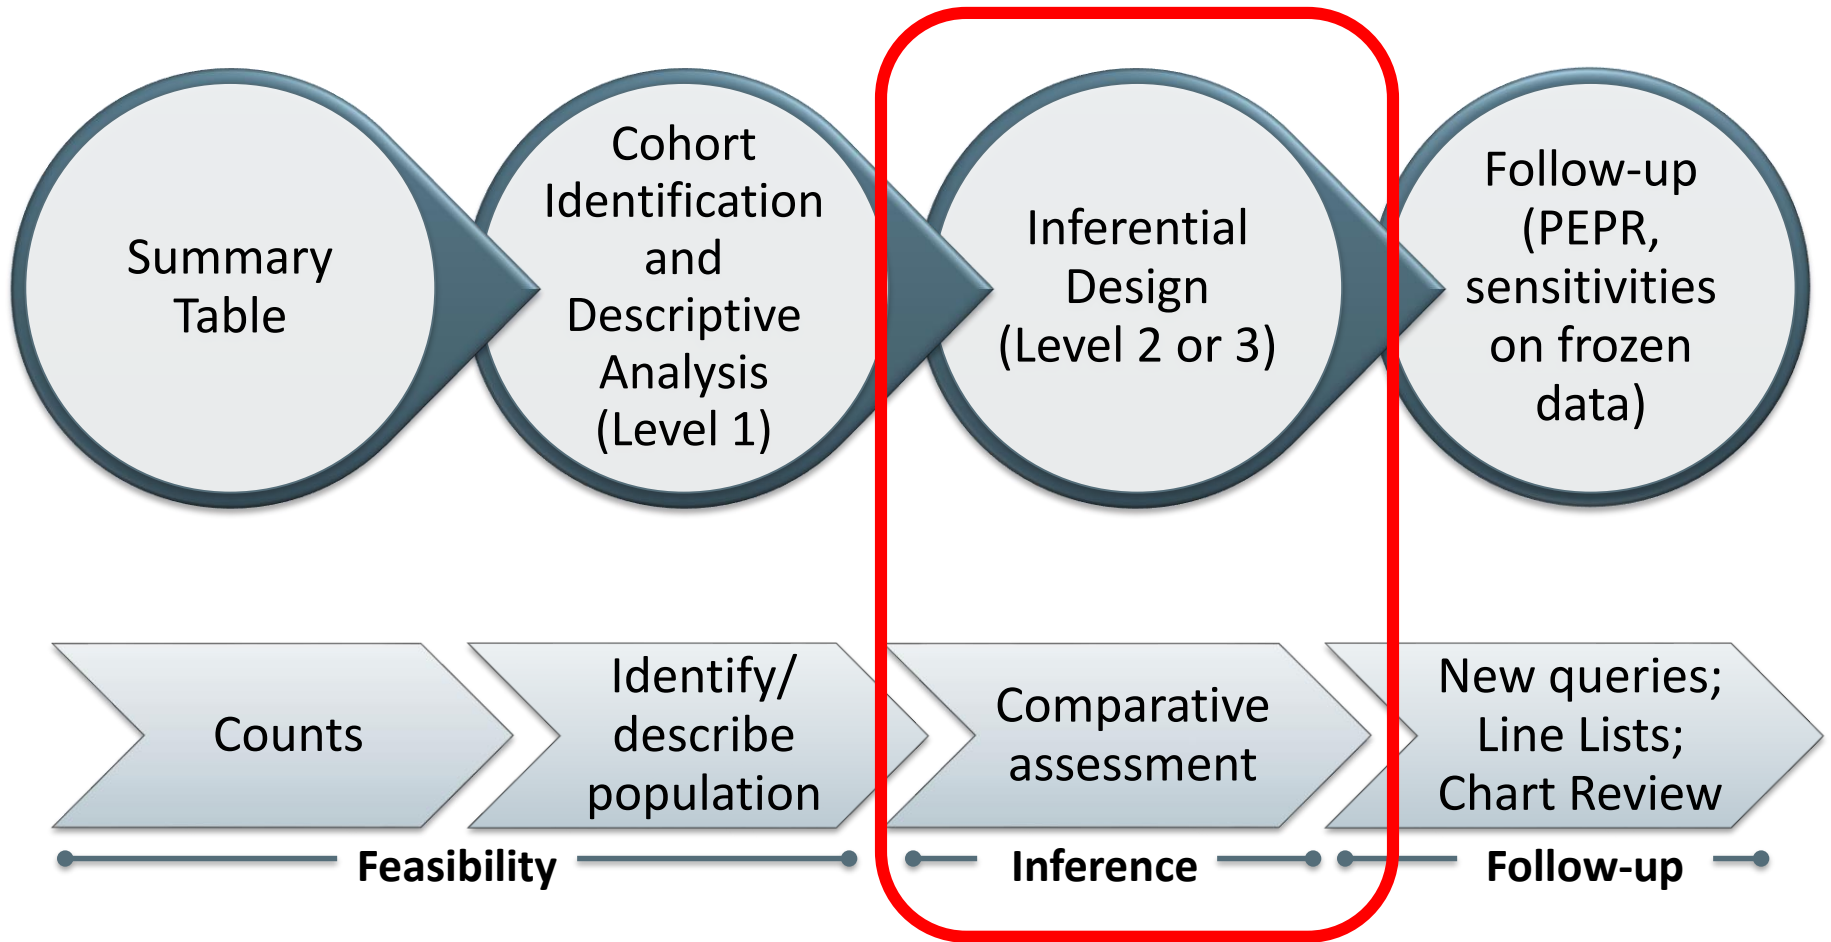 Summary
Table
Cohort
Identification
and
Descriptive
Analysis
(Level 1)
Inferential
Design
(Level 2 or 3)
Follow-up
(PEPR,
sensitivities
on frozen
data)
Counts
Identify/
describe
population
Comparative
assessment
New queries;
Line Lists;
Chart Review
Feasibility
Inference
Follow-up